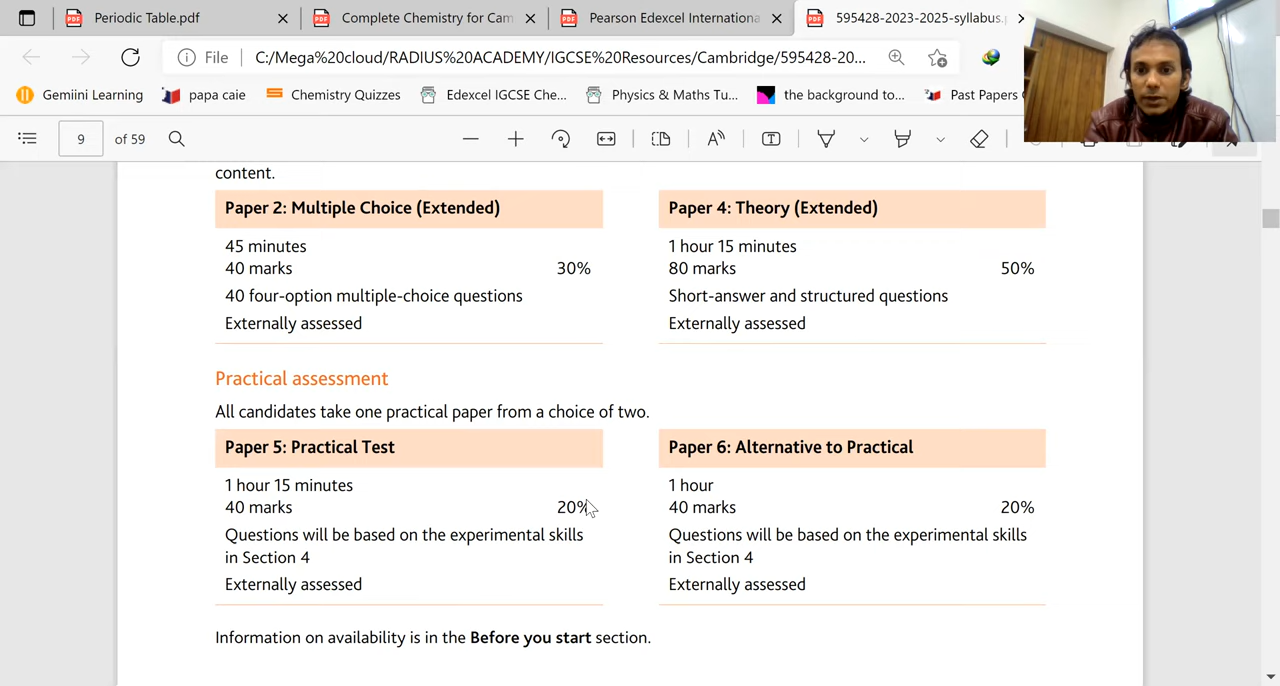 Periodic Table.pdf
Complete Chemistry for Cam
Pearson Edexcel Internationa
595428-2023-2025-syllabus.p
File
C:/Mega%20cloud/RADIUS%20ACADEMY/IGCSE%20Resources/Cambridge/595428-20...
Gemiini Learning
papa caie
Chemistry Quizzes
Edexcel IGCSE Che...
Physics & Maths Tu...
the background to...
Past Papers
9
of 59
content.
Paper 2: Multiple Choice (Extended)
45 minutes
40 marks 30%
40 four-option multiple-choice questions
Externally assessed
Paper 4: Theory (Extended)
1 hour 15 minutes
80 marks 50%
Short-answer and structured questions
Externally assessed
Practical assessment
All candidates take one practical paper from a choice of two.
Paper 5: Practical Test
1 hour 15 minutes
40 marks 20%
Questions will be based on the experimental skills
in Section 4
Externally assessed
Paper 6: Alternative to Practical
1 hour
40 marks 20%
Questions will be based on the experimental skills
in Section 4
Externally assessed
Information on availability is in the Before you start section.